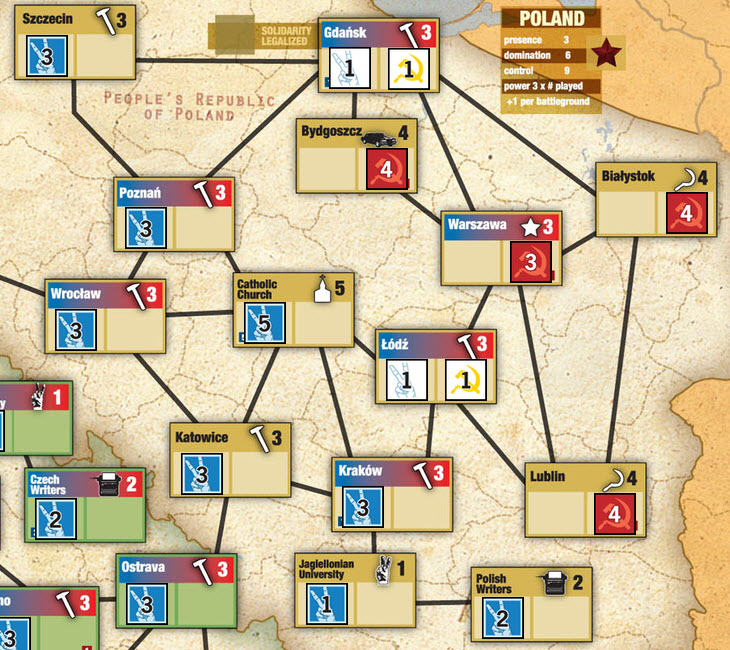 Szczecin 3
3
SOLIDARITY
LEGALIZED
Gdańsk 3
1 1
POLAND
presence 3
domination 6
control 9
power 3 x # played
+1 per battleground
PEOPLE'S REPUBLIC
OF POLAND
Bydgoszcz 4
4
Białystok 4
4
Poznań 3
3
Warszawa 3
3
Wrocław 3
3
Catholic
Church 5
5
Łódź 3
1 1
y 1
Katowice 3
3
Kraków 3
3
Lublin 4
4
Czech
Writers 2
2
Ostrava 3
3
Jagiellonian
University 1
1
Polish
Writers 2
2
no 3
3